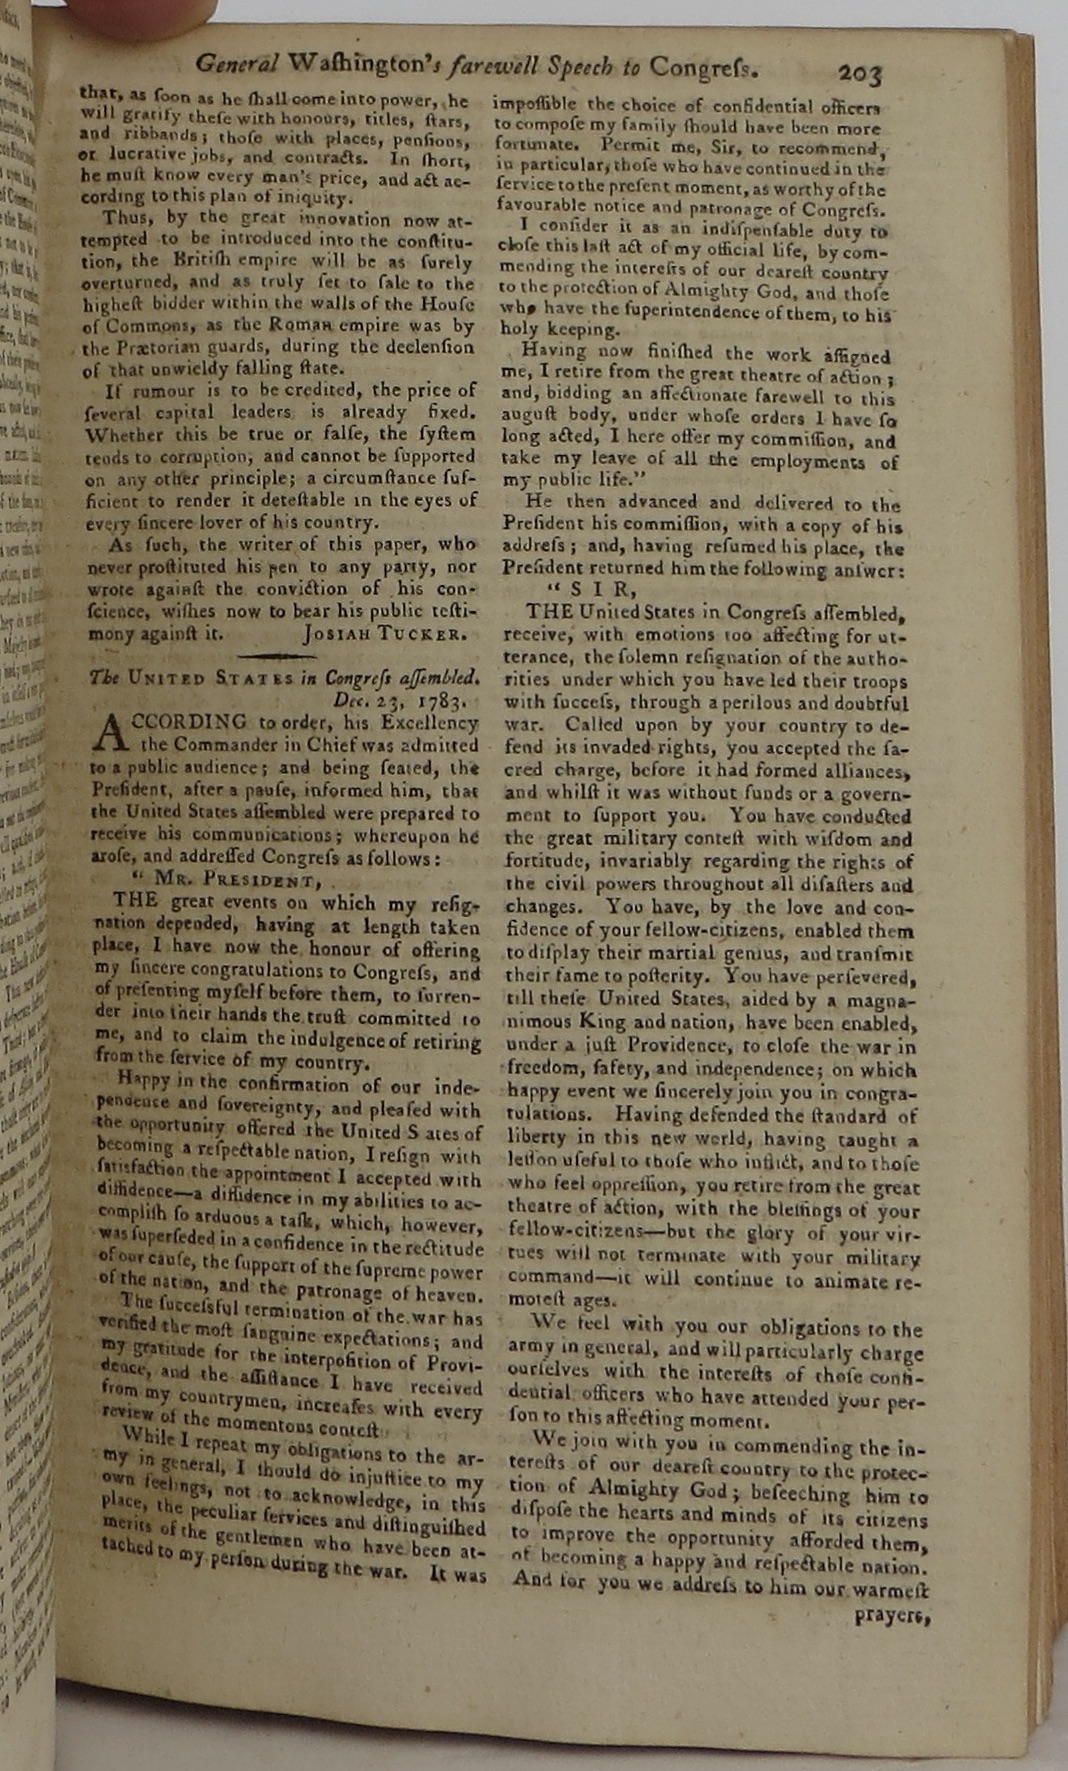 General Waſhington's farewell Speech to Congreſs. 203
that, as ſoon as he ſhall come into power, he
will gratify theſe with honours, titles, ſtars,
and ribbands; thoſe with places, penſions,
or lucrative jobs, and contracts. In ſhort,
he muſt know every man's price, and act ac-
cording to this plan of iniquity.
Thus, by the great innovation now at-
tempted to be introduced into the conſtitu-
tion, the Britiſh empire will be as ſurely
overturned, and as truly ſet to ſale to the
higheſt bidder within the walls of the Houſe
of Commons, as the Roman empire was by
the Prætorian guards, during the declenſion
of that unwieldy falling ſtate.
If rumour is to be credited, the price of
ſeveral capital leaders is already fixed.
Whether this be true or falſe, the ſyſtem
tends to corruption; and cannot be ſupported
on any other principle; a circumſtance ſuf-
ficient to render it deteſtable in the eyes of
every ſincere lover of his country.
As ſuch, the writer of this paper, who
never proſtituted his pen to any party, nor
wrote againſt the conviction of his con-
ſcience, wiſhes now to bear his public teſti-
mony againſt it. JOSIAH TUCKER.
The UNITED STATES in Congreſs aſſembled.
Dec. 23, 1783.
ACCORDING to order, his Excellency
the Commander in Chief was admitted
to a public audience; and being ſeated, the
Preſident, after a pauſe, informed him, that
the United States aſſembled were prepared to
receive his communications; whereupon he
aroſe, and addreſſed Congreſs as follows:
" MR. PRESIDENT,
THE great events on which my reſig-
nation depended, having at length taken
place, I have now the honour of offering
my ſincere congratulations to Congreſs, and
of preſenting myſelf before them, to ſurren-
der into their hands the truſt committed to
me, and to claim the indulgence of retiring
from the ſervice of my country.
Happy in the confirmation of our inde-
pendence and ſovereignty, and pleaſed with
the opportunity offered the United S ates of
becoming a reſpectable nation, I reſign with
ſatisfaction the appointment I accepted with
diffidence—a diffidence in my abilities to ac-
compliſh ſo arduous a taſk, which, however,
was ſuperſeded in a confidence in the rectitude
of our cauſe, the ſupport of the ſupreme power
of the nation, and the patronage of heaven.
The ſucceſsful termination of the war has
verified the moſt ſanguine expectations; and
my gratitude for the interpoſition of Provi-
dence, and the aſſiſtance I have received
from my countrymen, increaſes with every
review of the momentous conteſt
While I repeat my obligations to the ar-
my in general, I ſhould do injuſtice to my
own feelings, not to acknowledge, in this
place, the peculiar ſervices and diſtinguiſhed
merits of the gentlemen who have been at-
tached to my perſon during the war. It was
impoſſible the choice of confidential officers
to compoſe my family ſhould have been more
fortunate. Permit me, Sir, to recommend,
in particular, thoſe who have continued in the
ſervice to the preſent moment, as worthy of the
favourable notice and patronage of Congreſs.
I conſider it as an indiſpenſable duty to
cloſe this laſt act of my official life, by com-
mending the intereſts of our deareſt country
to the protection of Almighty God, and thoſe
who have the ſuperintendence of them, to his
holy keeping.
Having now finiſhed the work aſſigned
me, I retire from the great theatre of action;
and, bidding an affectionate farewell to this
auguſt body, under whoſe orders I have ſo
long acted, I here offer my commiſſion, and
take my leave of all the employments of
my public life."
He then advanced and delivered to the
Preſident his commiſſion, with a copy of his
addreſs; and, having reſumed his place, the
Preſident returned him the following anſwer:
" S I R,
THE United States in Congreſs aſſembled,
receive, with emotions too affecting for ut-
terance, the ſolemn reſignation of the autho-
rities under which you have led their troops
with ſucceſs, through a perilous and doubtful
war. Called upon by your country to de-
fend its invaded rights, you accepted the ſa-
cred charge, before it had formed alliances,
and whilſt it was without funds or a govern-
ment to ſupport you. You have conducted
the great military conteſt with wiſdom and
fortitude, invariably regarding the rights of
the civil powers throughout all diſaſters and
changes. You have, by the love and con-
fidence of your fellow-citizens, enabled them
to diſplay their martial genius, and tranſmit
their fame to poſterity. You have perſevered,
till theſe United States, aided by a magna-
nimous King and nation, have been enabled,
under a juſt Providence, to cloſe the war in
freedom, ſafety, and independence; on which
happy event we ſincerely join you in congra-
tulations. Having defended the ſtandard of
liberty in this new world, having taught a
leſſon uſeful to thoſe who inflict, and to thoſe
who feel oppreſſion, you retire from the great
theatre of action, with the bleſſings of your
fellow-citizens—but the glory of your vir-
tues will not terminate with your military
command—it will continue to animate re-
moteſt ages.
We feel with you our obligations to the
army in general, and will particularly charge
ourſelves with the intereſts of thoſe confi-
dential officers who have attended your per-
ſon to this affecting moment.
We join with you in commending the in-
tereſts of our deareſt country to the protec-
tion of Almighty God; beſeeching him to
diſpoſe the hearts and minds of its citizens
to improve the opportunity afforded them,
of becoming a happy and reſpectable nation.
And for you we addreſs to him our warmeſt
prayers,